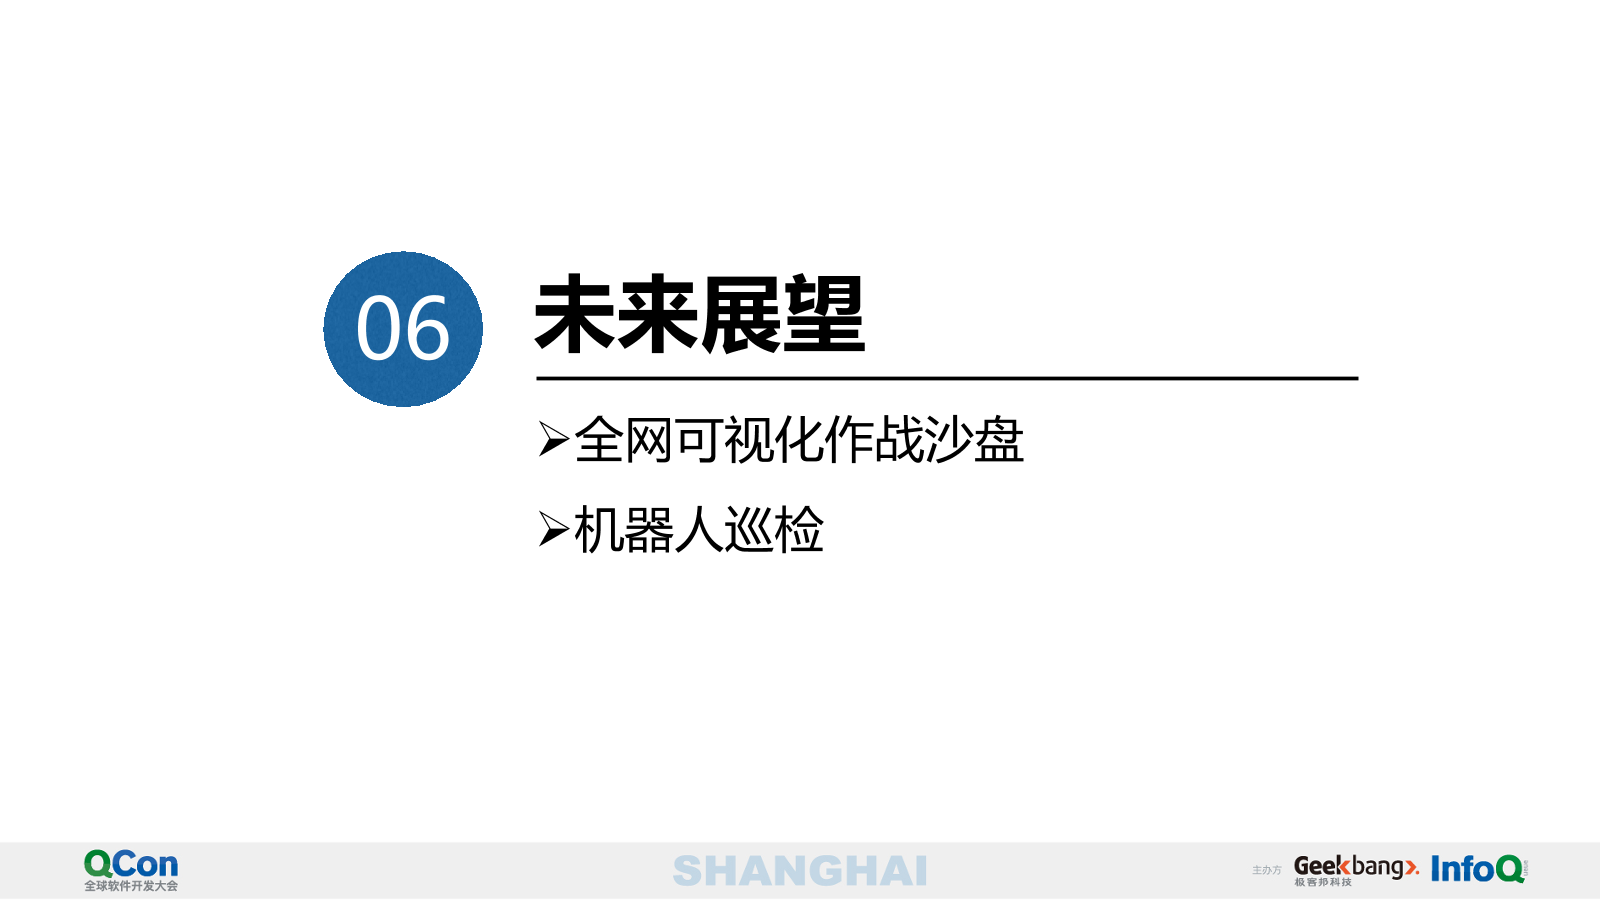 06
未来展望
➢全网可视化作战沙盘
➢机器人巡检
QCon
全球软件开发大会
SHANGHAI
主办方
Geekbang>.
极客邦科技
InfoQ